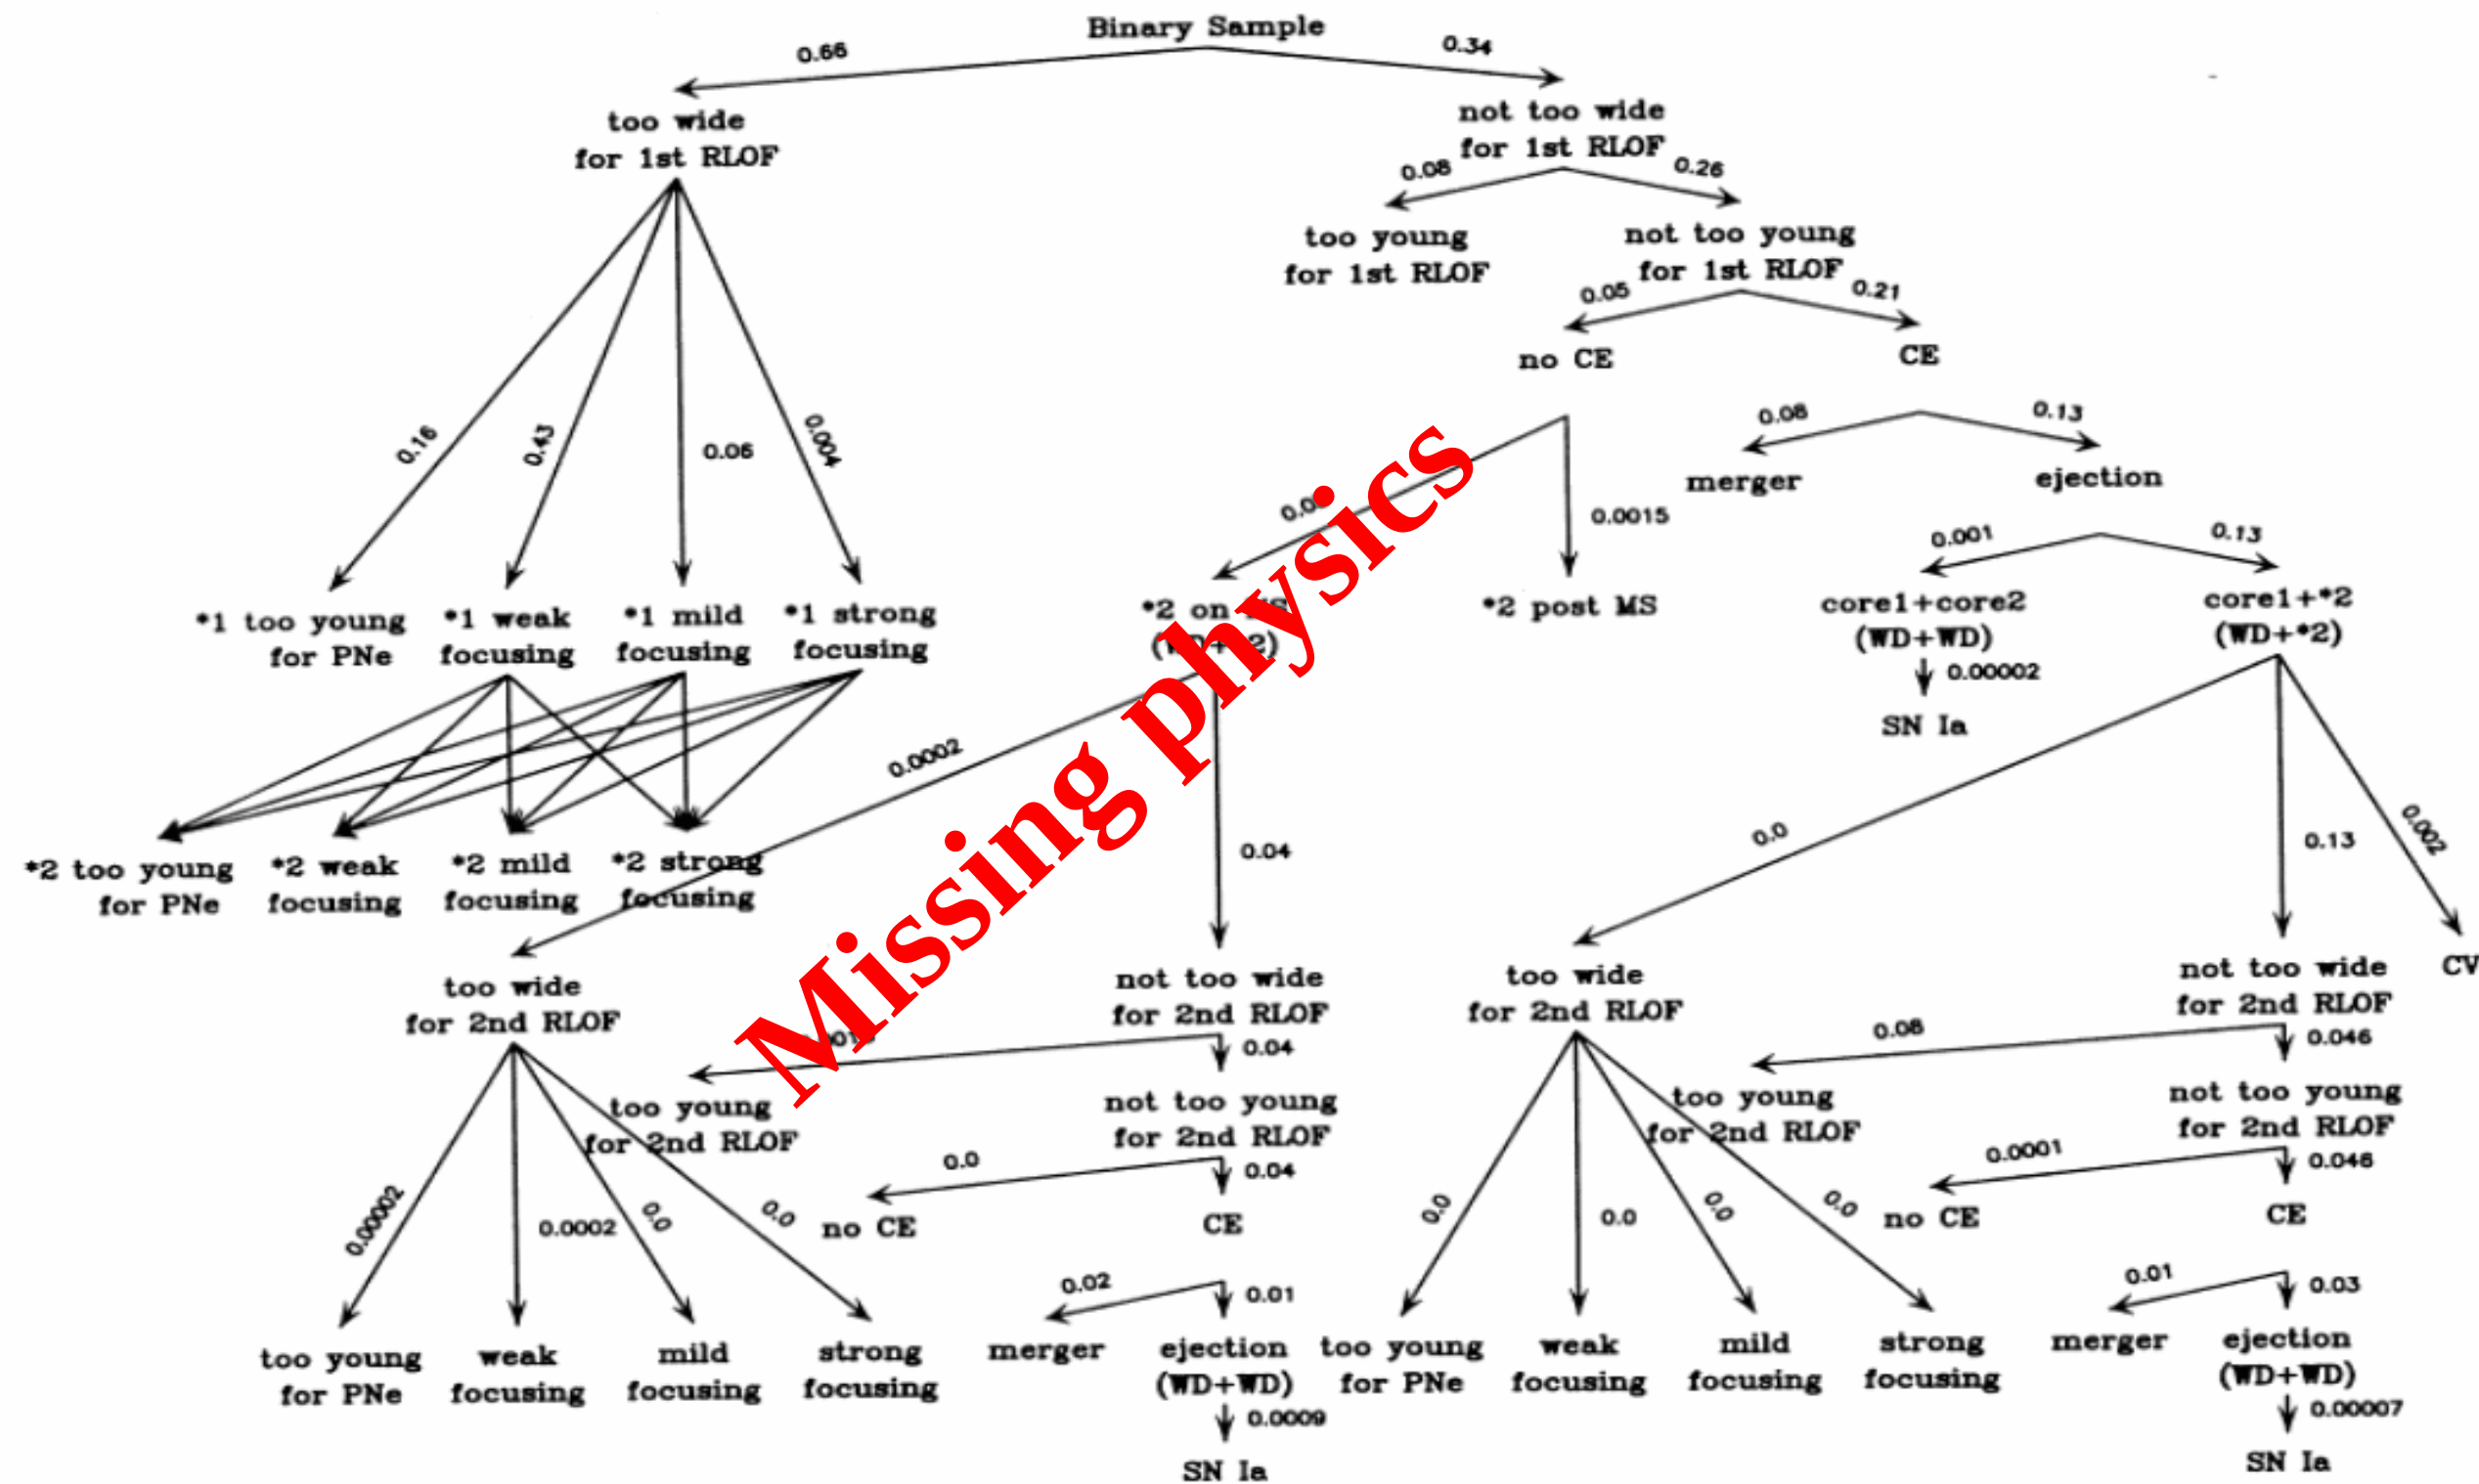 Binary Sample
0.66
0.34
too wide
for 1st RLOF
not too wide
for 1st RLOF
0.08
0.26
too young
for 1st RLOF
not too young
for 1st RLOF
0.05
0.21
no CE
CE
0.16
0.43
0.06
0.004
0.08
0.13
merger
ejection
0.0015
0.001
0.13
*1 too young
for PNe
*1 weak
focusing
*1 mild
focusing
*1 strong
focusing
*2 on
*2 post MS
core1+core2
(WD+WD)
core1+*2
(WD+*2)
0.00002
SN Ia
Missing physics
0.0002
0.04
0.0
0.13
0.002
*2 too young
for PNe
*2 weak
focusing
*2 mild
focusing
*2 strong
focusing
too wide
for 2nd RLOF
not too wide
for 2nd RLOF
too wide
for 2nd RLOF
not too wide
for 2nd RLOF
CV
0.04
0.08
0.046
too young
for 2nd RLOF
not too young
for 2nd RLOF
too young
for 2nd RLOF
not too young
for 2nd RLOF
0.0
0.04
0.0001
0.046
no CE
CE
no CE
CE
0.00002
0.0002
0.0
0.0
0.0
0.0
0.0
0.0
0.02
0.01
0.01
0.03
too young
for PNe
weak
focusing
mild
focusing
strong
focusing
merger
ejection
(WD+WD)
too young
for PNe
weak
focusing
mild
focusing
strong
focusing
merger
ejection
(WD+WD)
0.0009
SN Ia
0.00007
SN Ia